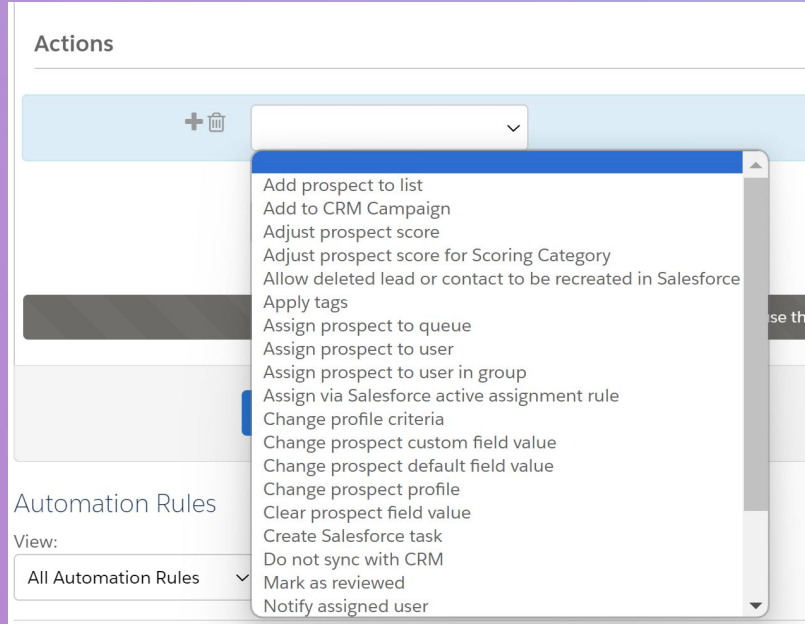 Actions
Add prospect to list
Add to CRM Campaign
Adjust prospect score
Adjust prospect score for Scoring Category
Allow deleted lead or contact to be recreated in Salesforce
Apply tags
Assign prospect to queue
Assign prospect to user
Assign prospect to user in group
Assign via Salesforce active assignment rule
Change profile criteria
Change prospect custom field value
Change prospect default field value
Change prospect profile
Clear prospect field value
Create Salesforce task
Do not sync with CRM
Mark as reviewed
Notify assigned user
Automation Rules
View:
All Automation Rules